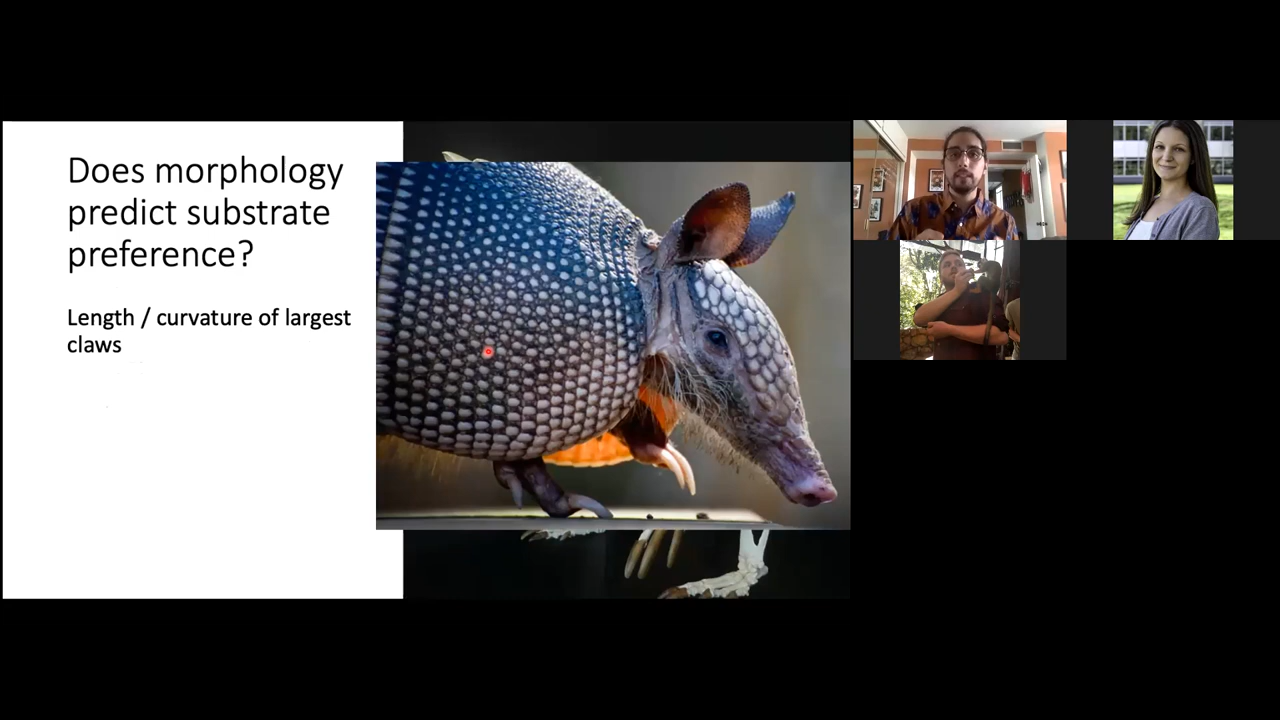 Does morphology
predict substrate
preference?
Length / curvature of largest
claws